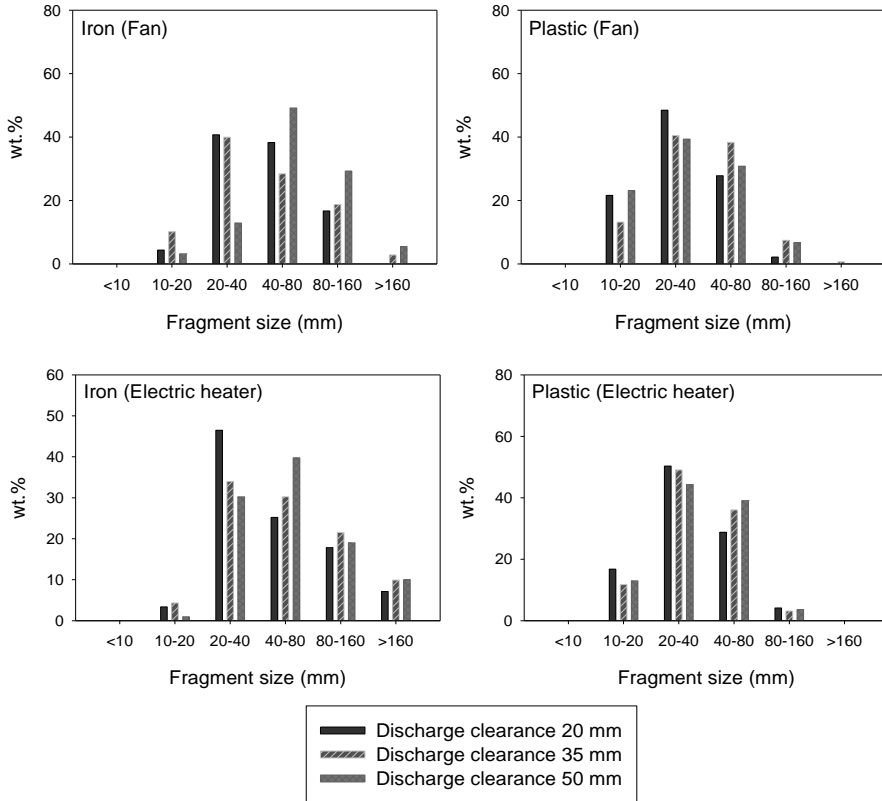 Iron (Fan)
80
60
40
20
0
wt.%
<10 10-20 20-40 40-80 80-160 >160
Fragment size (mm)
Plastic (Fan)
80
60
40
20
0
wt.%
<10 10-20 20-40 40-80 80-160 >160
Fragment size (mm)
Iron (Electric heater)
60
50
40
30
20
10
0
wt.%
<10 10-20 20-40 40-80 80-160 >160
Fragment size (mm)
Plastic (Electric heater)
80
60
40
20
0
wt.%
<10 10-20 20-40 40-80 80-160 >160
Fragment size (mm)
Discharge clearance 20 mm
Discharge clearance 35 mm
Discharge clearance 50 mm